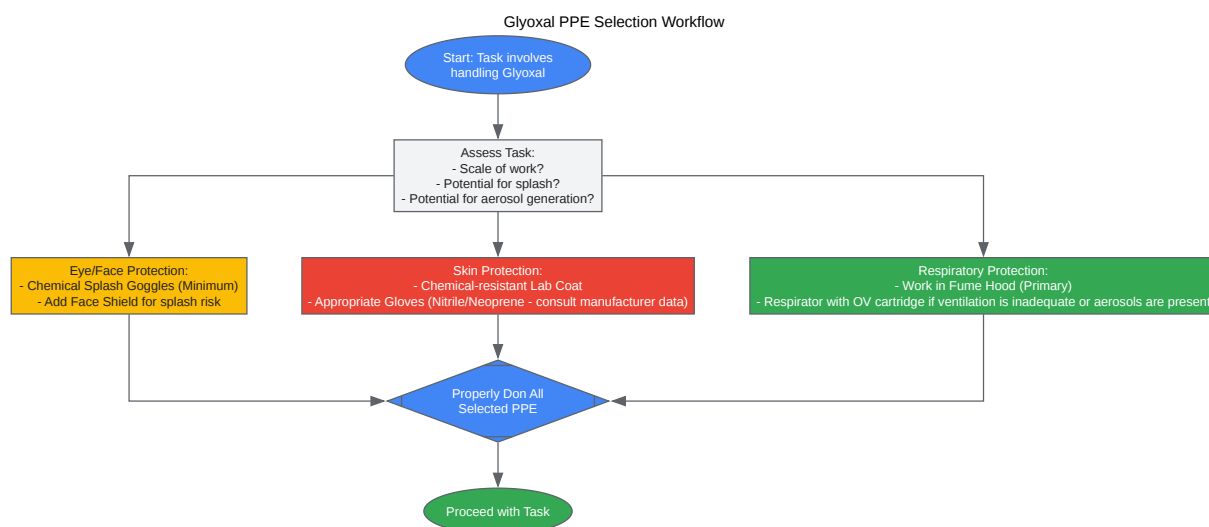 Glyoxal PPE Selection Workflow
Start: Task involves
handling Glyoxal
Assess Task:
- Scale of work?
- Potential for splash?
- Potential for aerosol generation?
Eye/Face Protection:
- Chemical Splash Goggles (Minimum)
- Add Face Shield for splash risk
Skin Protection:
- Chemical-resistant Lab Coat
- Appropriate Gloves (Nitrile/Neoprene - consult manufacturer data)
Respiratory Protection:
- Work in Fume Hood (Primary)
- Respirator with OV cartridge if ventilation is inadequate or aerosols are present
Properly Don All
Selected PPE
Proceed with Task